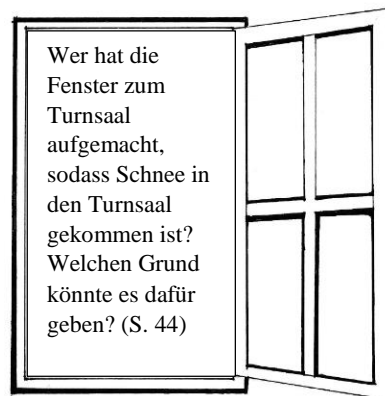 Wer hat die
Fenster zum
Turnsaal
aufgemacht,
sodass Schnee in
den Turnsaal
gekommen ist?
Welchen Grund
könnte es dafür
geben? (S. 44)